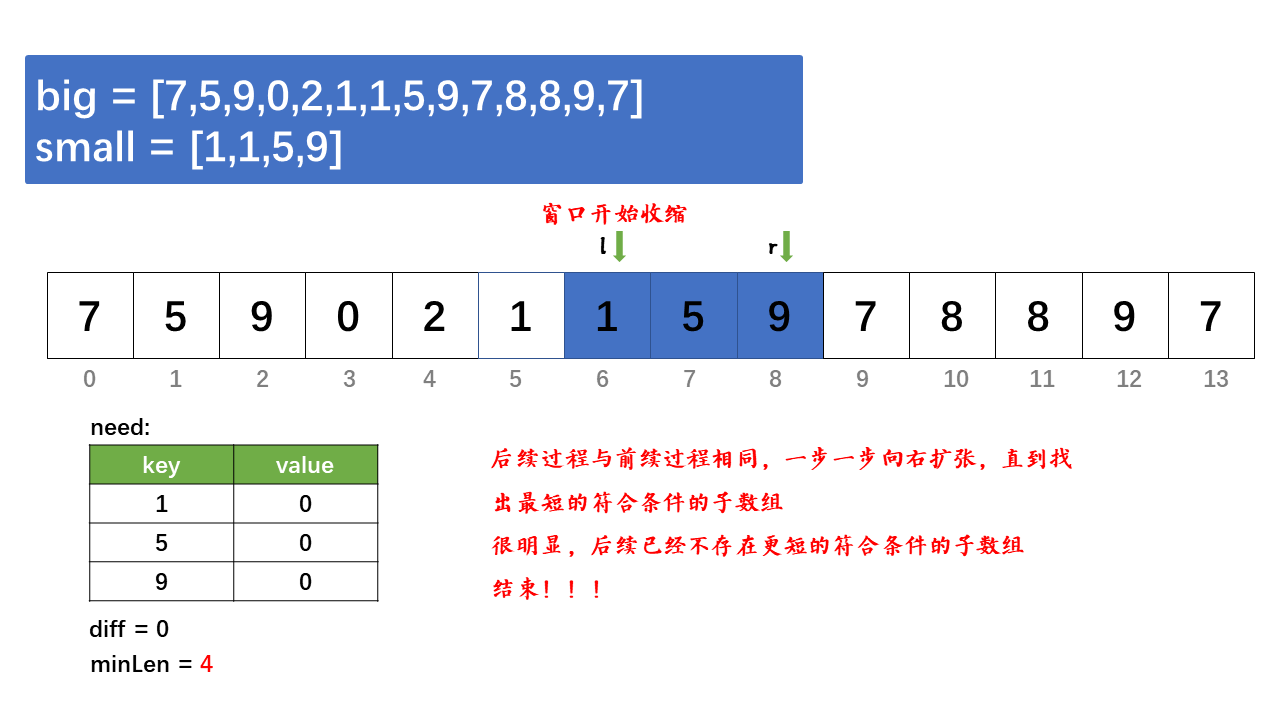 big = [7,5,9,0,2,1,1,5,9,7,8,8,9,7]
small = [1,1,5,9]
窗口开始收缩
l r
7 5 9 0 2 1 1 5 9 7 8 8 9 7
0 1 2 3 4 5 6 7 8 9 10 11 12 13
need:
key value
1 0
5 0
9 0
diff = 0
minLen = 4
后续过程与前续过程相同，一步一步向右扩张，直到找
出最短的符合条件的子数组
很明显，后续已经不存在更短的符合条件的子数组
结束！！！